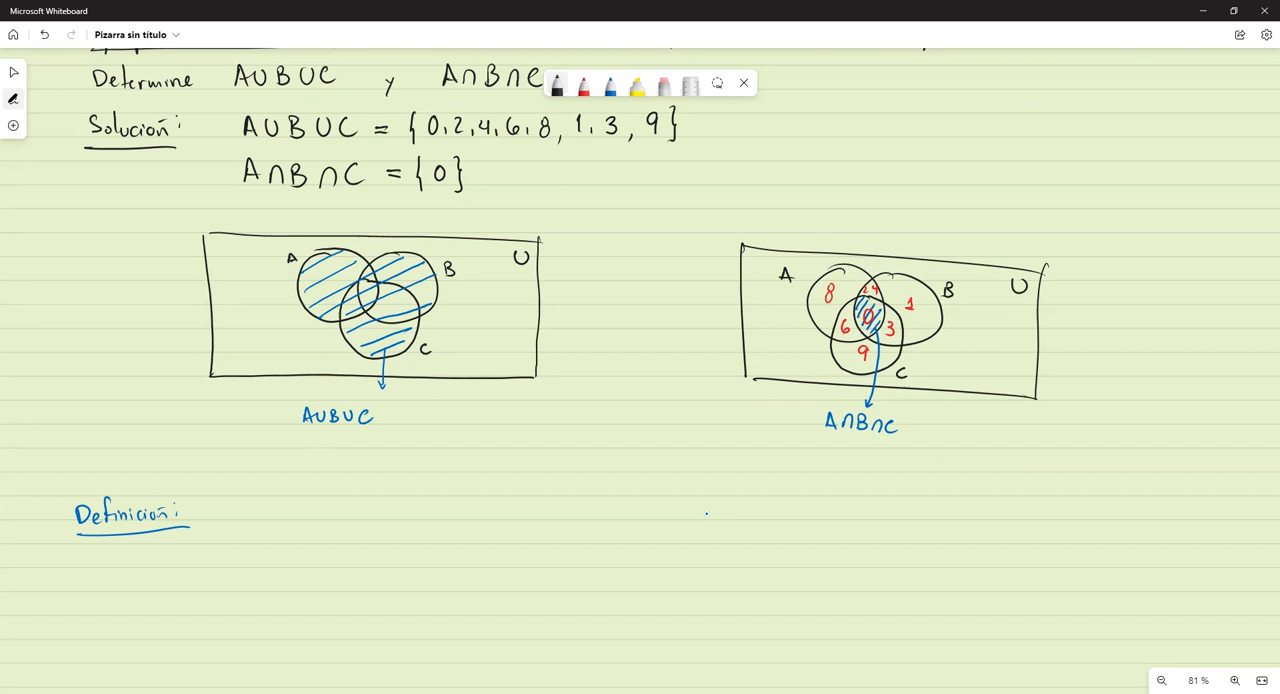 Microsoft Whiteboard
Pizarra sin título
Determine A∪B∪C y A∩B∩C
Solución: A∪B∪C = {0,2,4,6,8,1,3,9}
A∩B∩C = {0}
A B U
C
A∪B∪C
A 8 2 4 1 B U
6 0 3
9 C
A∩B∩C
Definición:
81 %